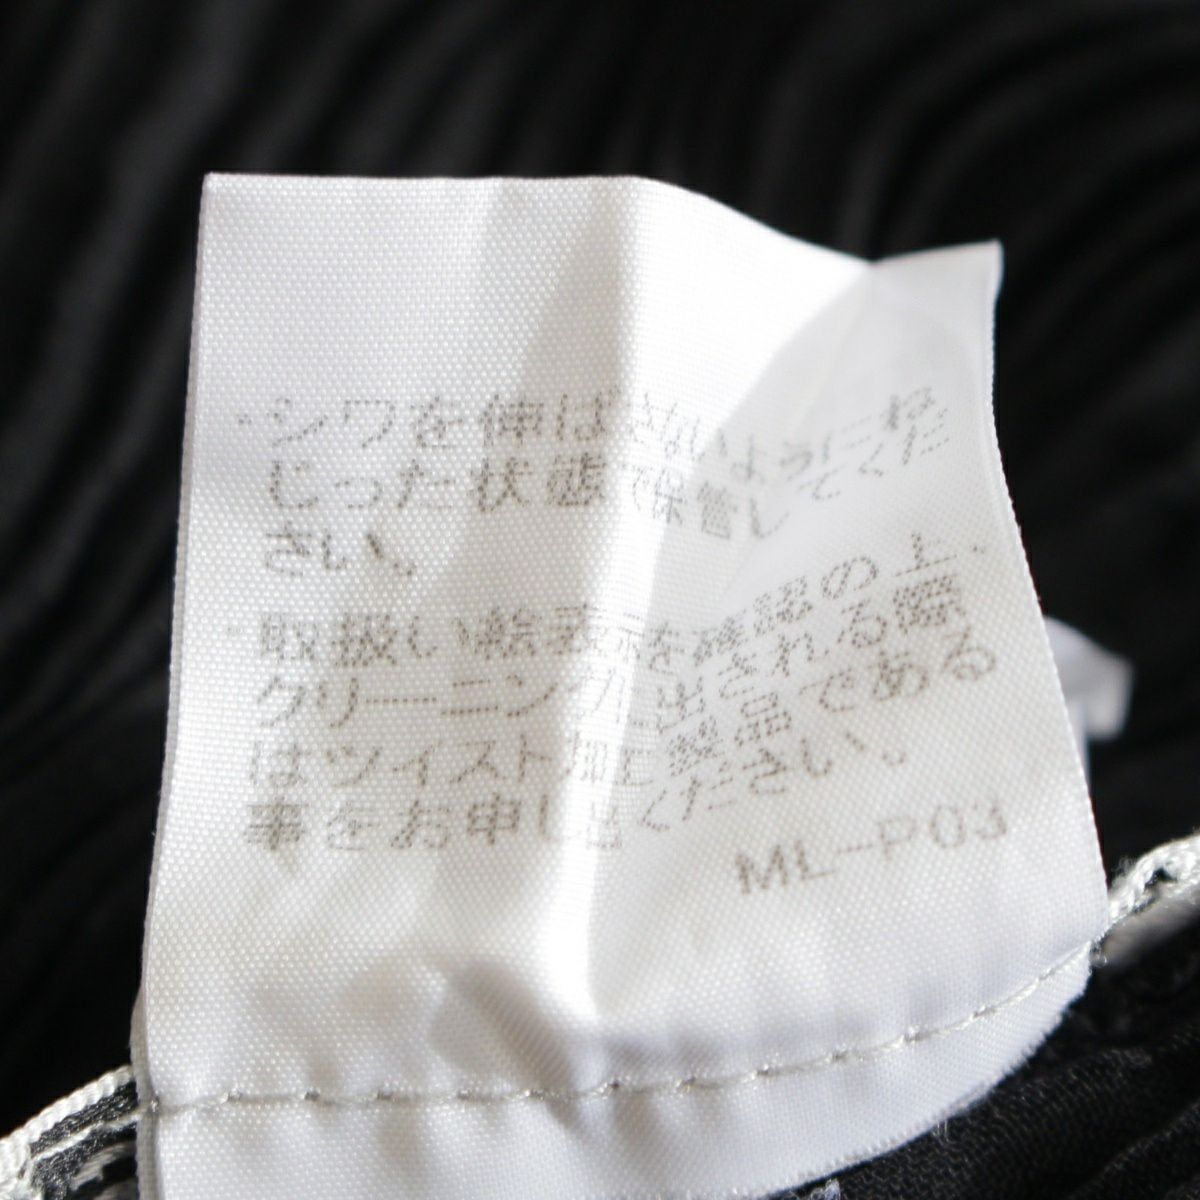 ・シワを伸ばさないようにね
じった状態で保管してくだ
さい。
・取扱い絵表示を確認の上、
クリーニングに出される際
はツイスト加工製品である
事をお申し出ください。
ML-P03